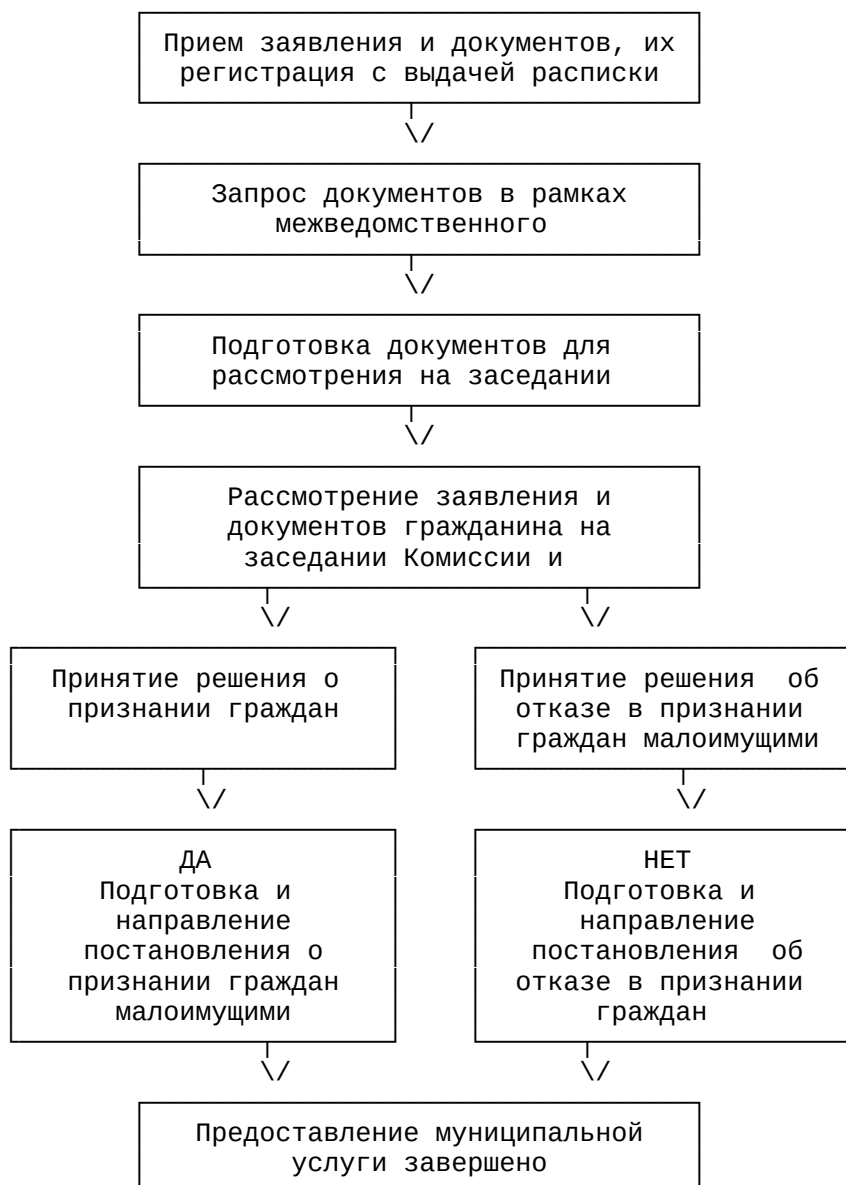 Прием заявления и документов, их
регистрация с выдачей расписки
\/
Запрос документов в рамках
межведомственного
\/
Подготовка документов для
рассмотрения на заседании
\/
Рассмотрение заявления и
документов гражданина на
заседании Комиссии и
\/ \/
Принятие решения о
признании граждан
Принятие решения об
отказе в признании
граждан малоимущими
\/ \/
ДА
Подготовка и
направление
постановления о
признании граждан
малоимущими
НЕТ
Подготовка и
направление
постановления об
отказе в признании
граждан
\/ \/
Предоставление муниципальной
услуги завершено